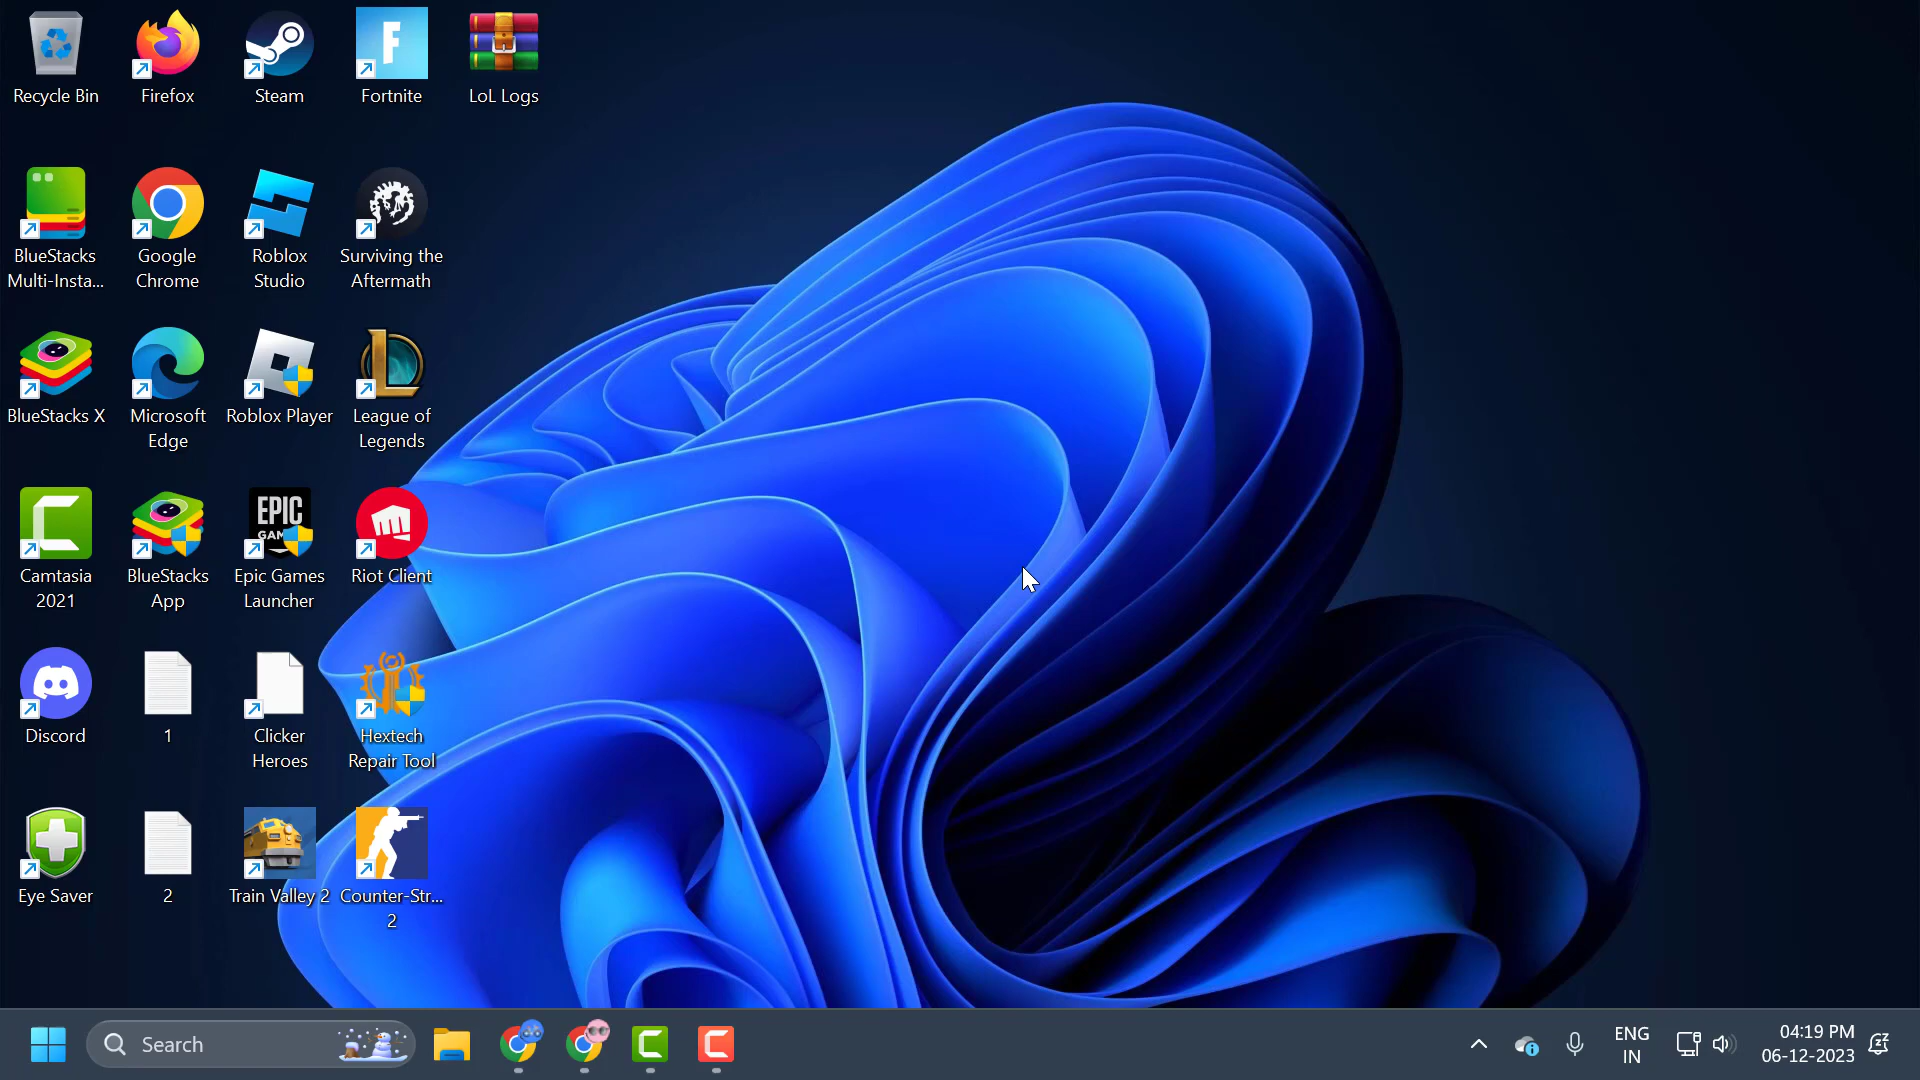 Recycle Bin
Firefox
Steam
F
Fortnite
LoL Logs
BlueStacks
Multi-Insta...
Google
Chrome
Roblox
Studio
Surviving the
Aftermath
BlueStacks X
Microsoft
Edge
Roblox Player
League of
Legends
Camtasia
2021
BlueStacks
App
EPIC
GAM
Epic Games
Launcher
Riot Client
Discord
1
Clicker
Heroes
Hextech
Repair Tool
Eye Saver
2
Train Valley 2
Counter-Str...
2
Search
ENG
IN
04:19 PM
06-12-2023